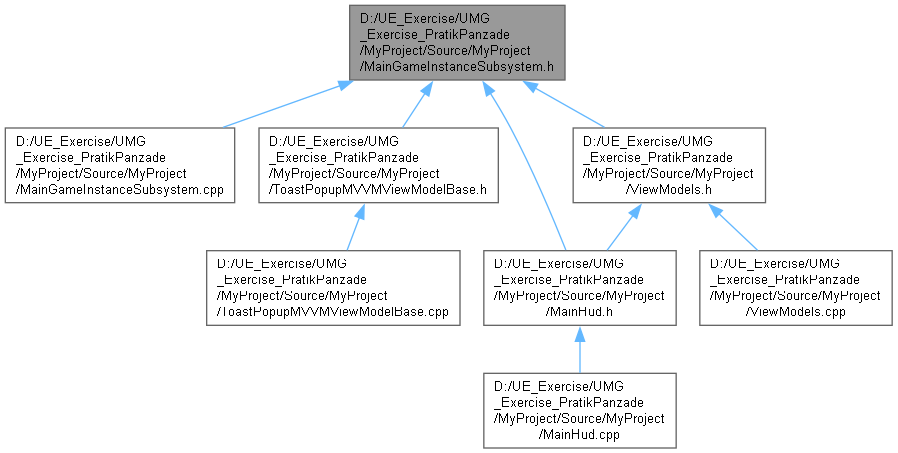 D:/UE_Exercise/UMG
_Exercise_PratikPanzade
/MyProject/Source/MyProject
/MainGameInstanceSubsystem.h
D:/UE_Exercise/UMG
_Exercise_PratikPanzade
/MyProject/Source/MyProject
/MainGameInstanceSubsystem.cpp
D:/UE_Exercise/UMG
_Exercise_PratikPanzade
/MyProject/Source/MyProject
/ToastPopupMVVMViewModelBase.h
D:/UE_Exercise/UMG
_Exercise_PratikPanzade
/MyProject/Source/MyProject
/ViewModels.h
D:/UE_Exercise/UMG
_Exercise_PratikPanzade
/MyProject/Source/MyProject
/ToastPopupMVVMViewModelBase.cpp
D:/UE_Exercise/UMG
_Exercise_PratikPanzade
/MyProject/Source/MyProject
/MainHud.h
D:/UE_Exercise/UMG
_Exercise_PratikPanzade
/MyProject/Source/MyProject
/ViewModels.cpp
D:/UE_Exercise/UMG
_Exercise_PratikPanzade
/MyProject/Source/MyProject
/MainHud.cpp